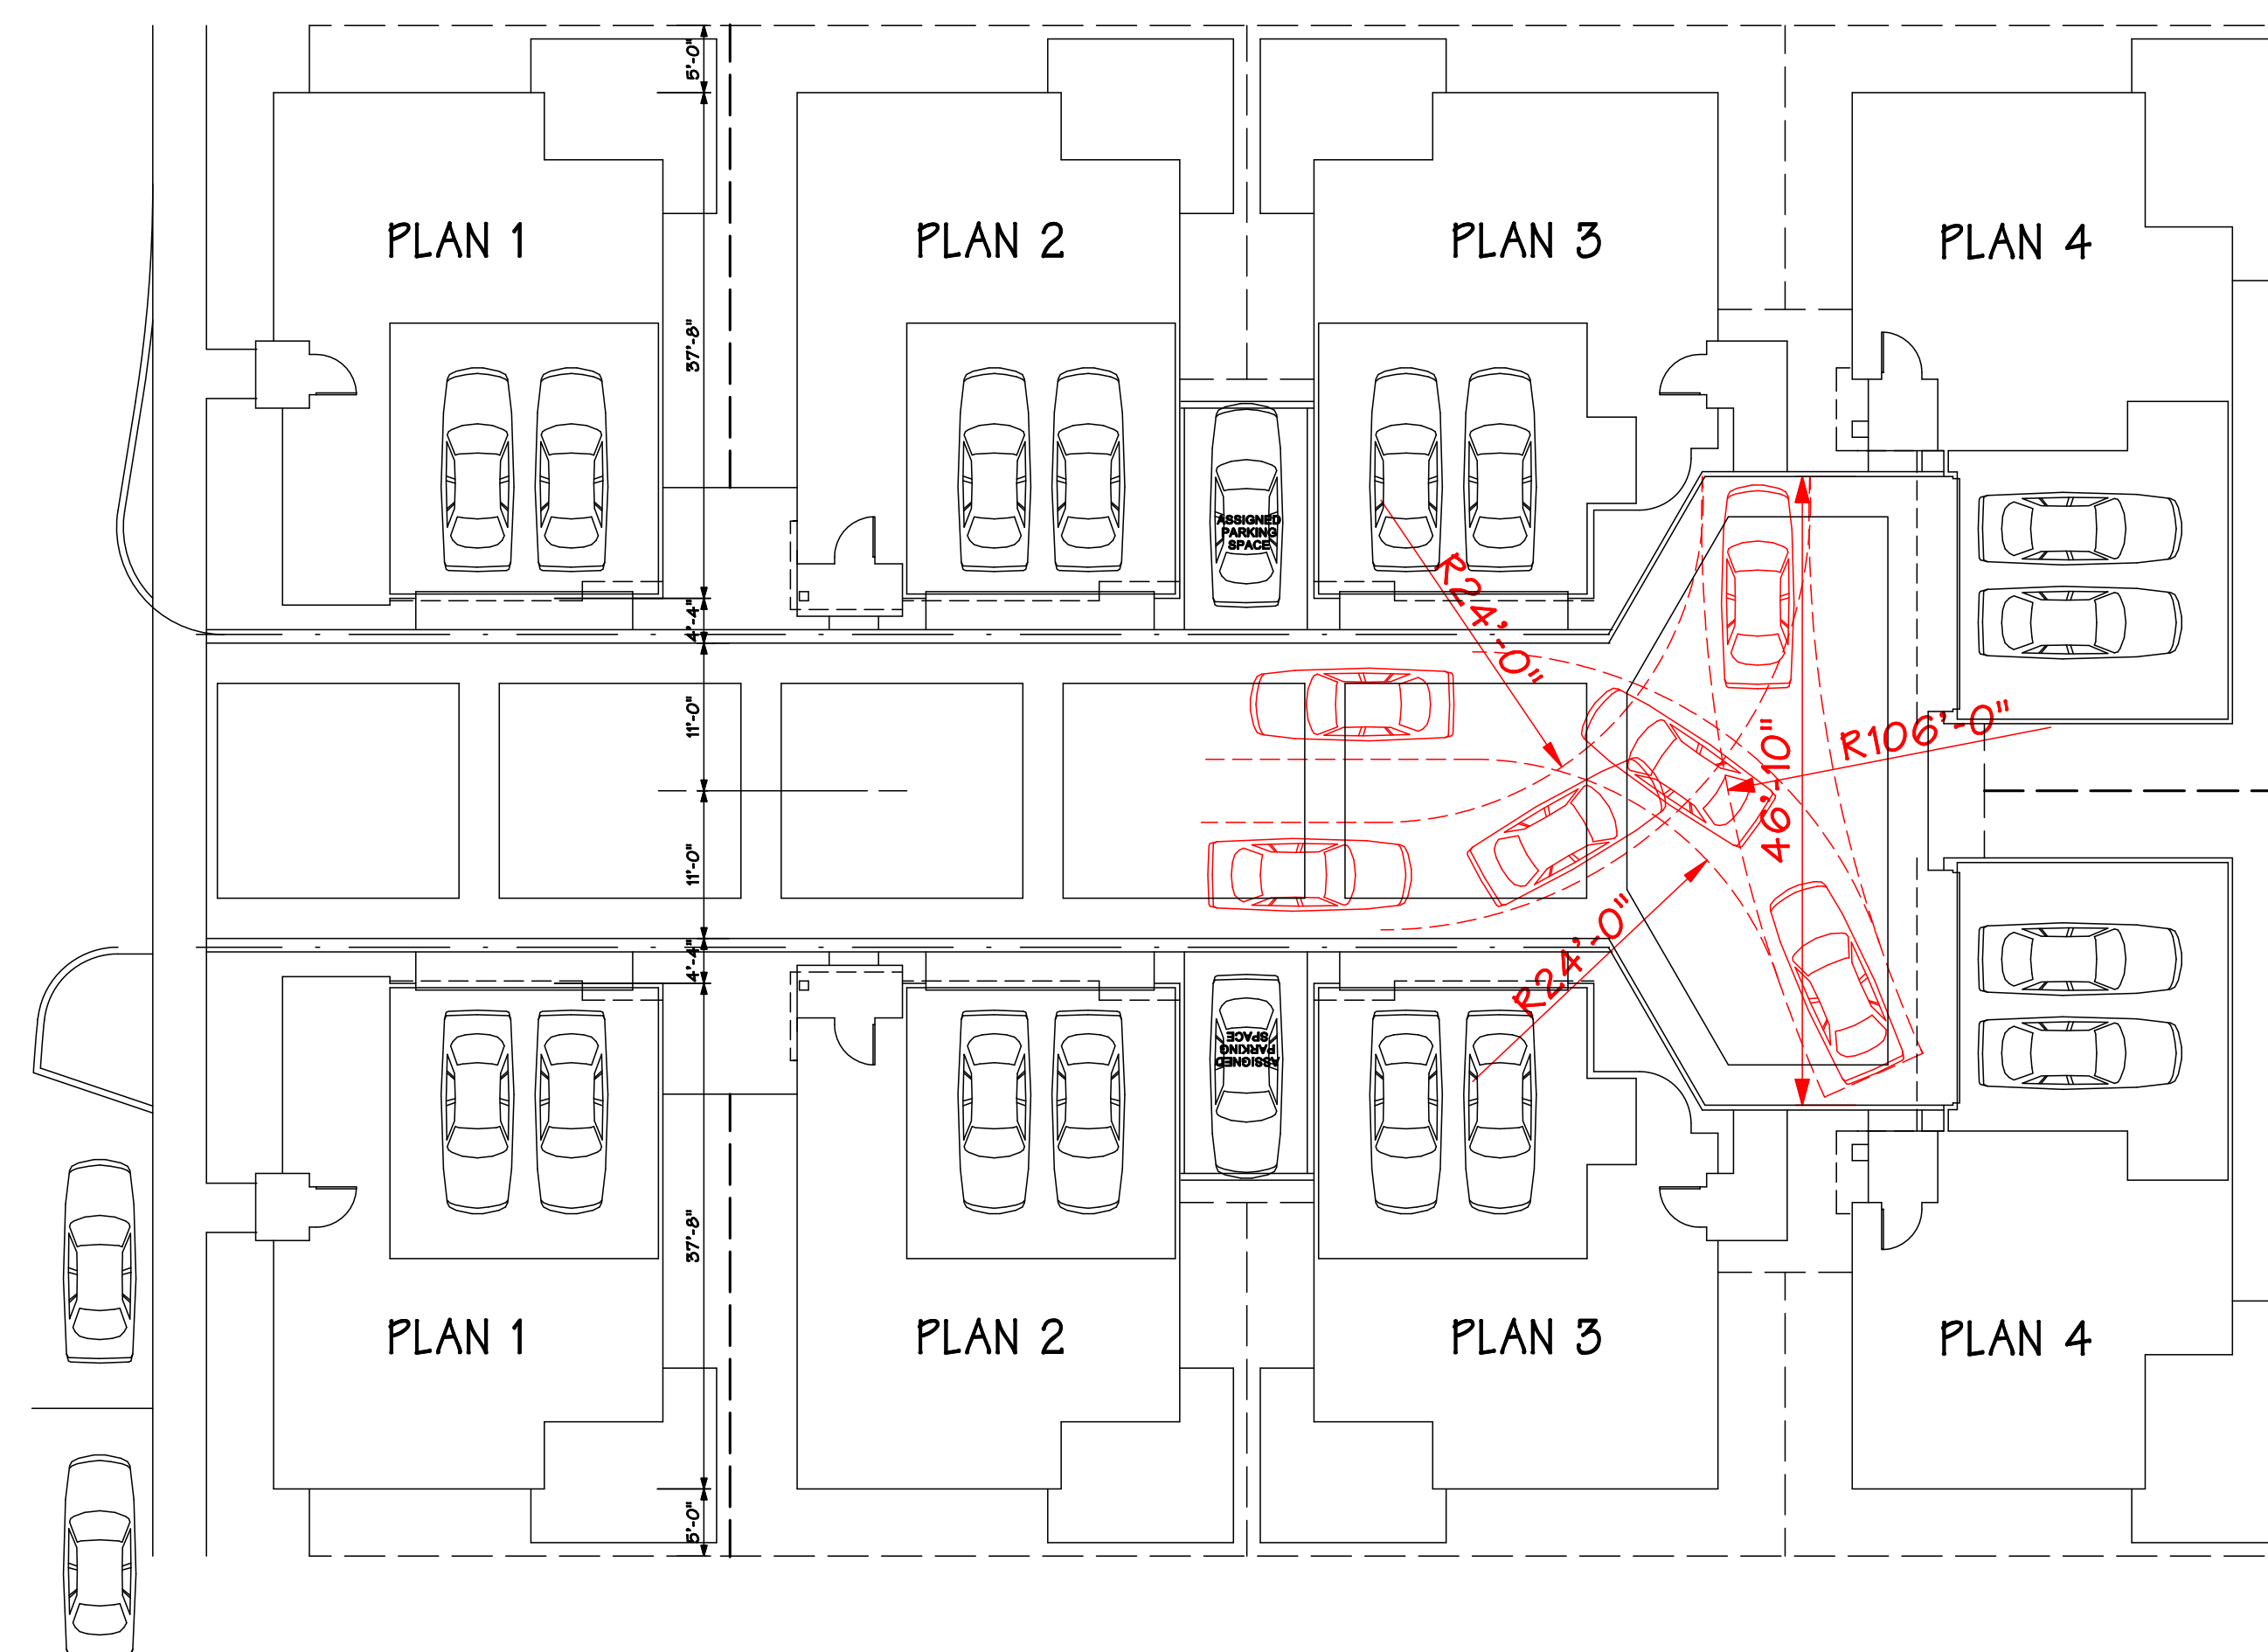 5'-0"
PLAN 1
PLAN 2
PLAN 3
PLAN 4
37'-8"
ASSIGNED
PARKING
SPACE
R24'-0"
4'-4"
11'-0"
R106'-0"
46'-10"
11'-0"
R24'-0"
4'-4"
ASSIGNED
PARKING
SPACE
37'-8"
PLAN 1
PLAN 2
PLAN 3
PLAN 4
5'-0"